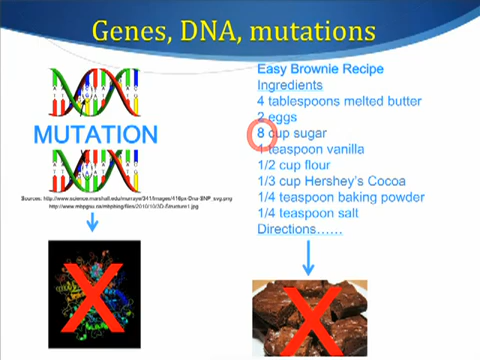 Genes, DNA, mutations
MUTATION
Easy Brownie Recipe
Ingredients
4 tablespoons melted butter
2 eggs
8 cup sugar
1 teaspoon vanilla
1/2 cup flour
1/3 cup Hershey's Cocoa
1/4 teaspoon baking powder
1/4 teaspoon salt
Directions……